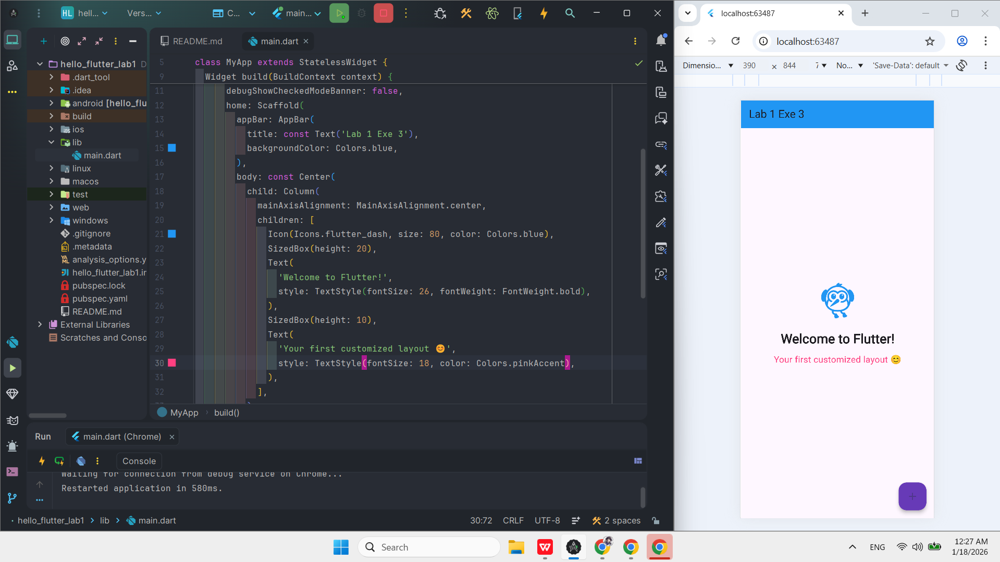 HL hell...
Vers...
C...
main...
README.md
main.dart
hello_flutter_lab1 D
.dart_tool
.idea
android [hello_flu
build
ios
lib
main.dart
linux
macos
test
web
windows
.gitignore
.metadata
analysis_options.y
hello_flutter_lab1.ir
pubspec.lock
pubspec.yaml
README.md
External Libraries
Scratches and Conso
5 class MyApp extends StatelessWidget {
9 Widget build(BuildContext context) {
11 debugShowCheckedModeBanner: false,
12 home: Scaffold(
13 appBar: AppBar(
14 title: const Text('Lab 1 Exe 3'),
15 backgroundColor: Colors.blue,
16 ),
17 body: const Center(
18 child: Column(
19 mainAxisAlignment: MainAxisAlignment.center,
20 children: [
21 Icon(Icons.flutter_dash, size: 80, color: Colors.blue),
22 SizedBox(height: 20),
23 Text(
24 'Welcome to Flutter!',
25 style: TextStyle(fontSize: 26, fontWeight: FontWeight.bold),
26 ),
27 SizedBox(height: 10),
28 Text(
29 'Your first customized layout 😊',
30 style: TextStyle(fontSize: 18, color: Colors.pinkAccent),
31 ),
32 ],
MyApp › build()
Run
main.dart (Chrome)
Console
Waiting for connection from debug service on Chrome...
Restarted application in 580ms.
hello_flutter_lab1 › lib › main.dart
30:72 CRLF UTF-8 2 spaces
localhost:63487
localhost:63487
Dimensio... 390 × 844 7 No... 'Save-Data': default
Lab 1 Exe 3
Welcome to Flutter!
Your first customized layout 😊
+
Search
ENG
12:27 AM
1/18/2026